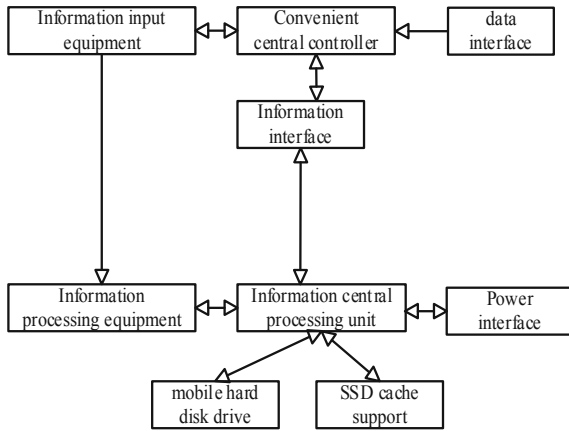 Information input
equipment
Convenient
central controller
data
interface
Information
interface
Information
processing equipment
Information central
processing unit
Power
interface
mobile hard
disk drive
SSD cache
support